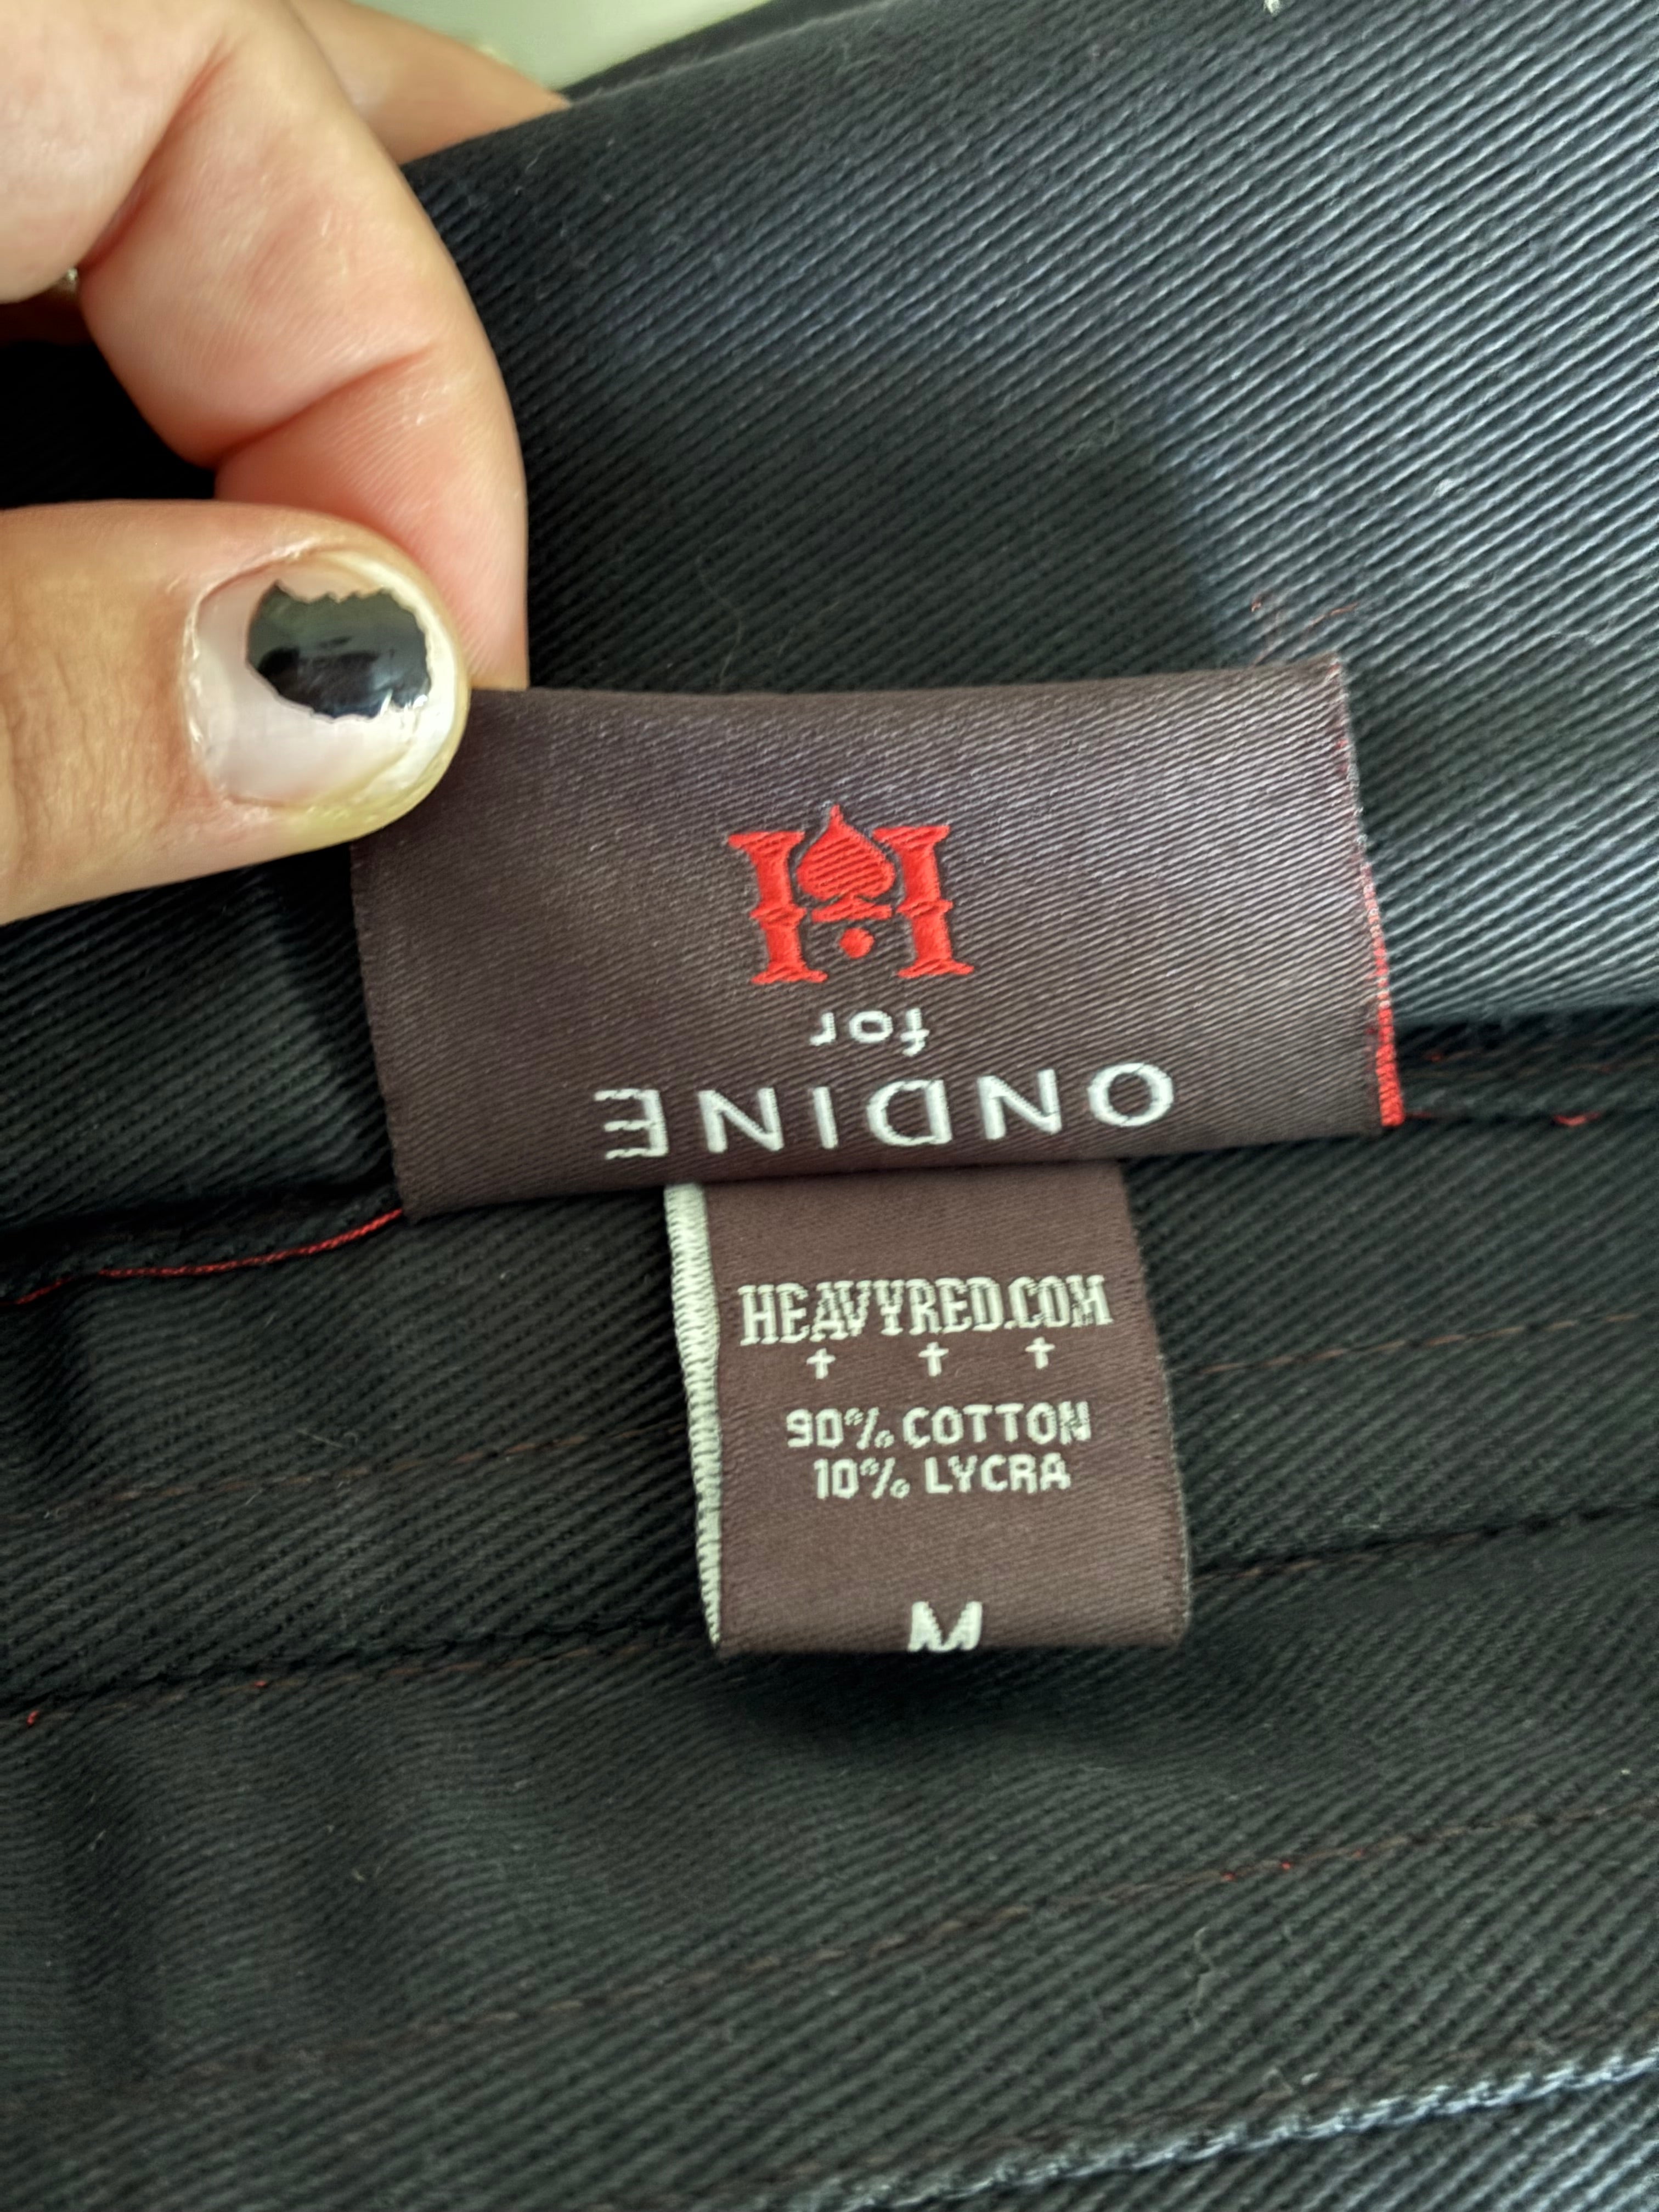 ONDINE
for
H
HEAVYRED.COM
90% COTTON
10% LYCRA
M